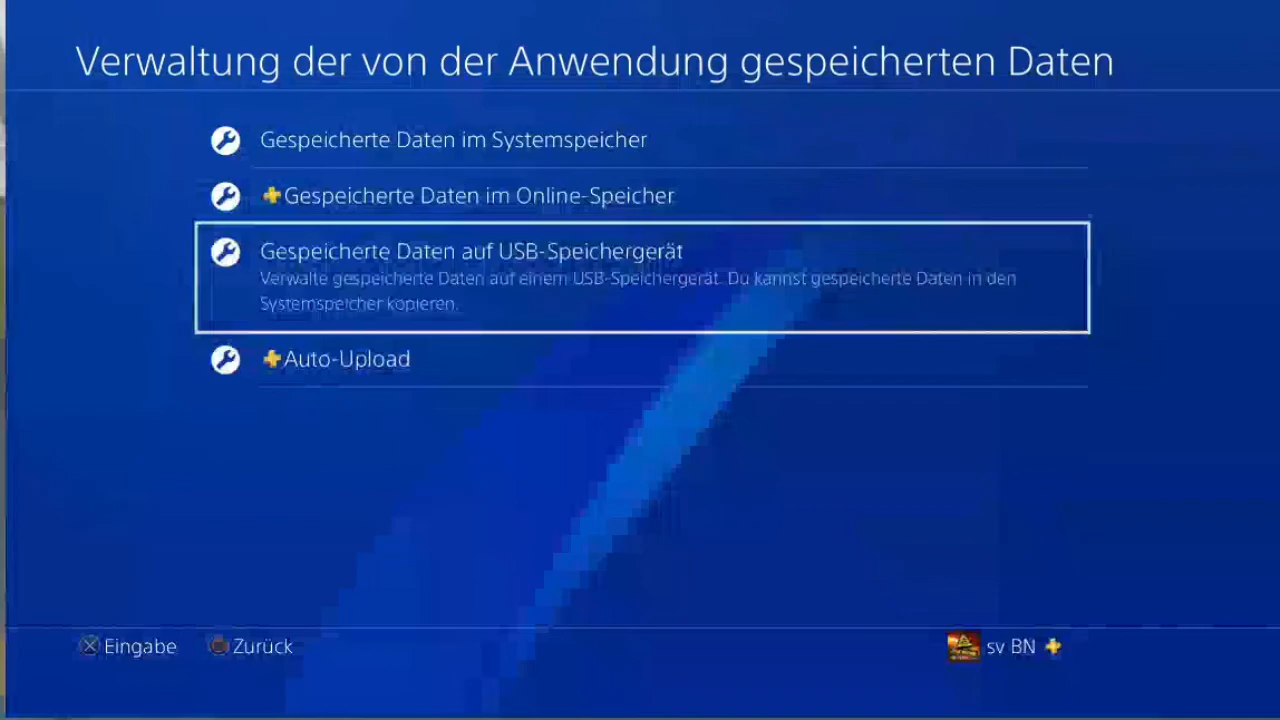 Verwaltung der von der Anwendung gespeicherten Daten
Gespeicherte Daten im Systemspeicher
Gespeicherte Daten im Online-Speicher
Gespeicherte Daten auf USB-Speichergerät
Verwalte gespeicherte Daten auf einem USB-Speichergerät. Du kannst gespeicherte Daten in den
Systemspeicher kopieren.
Auto-Upload
Eingabe Zurück sv BN